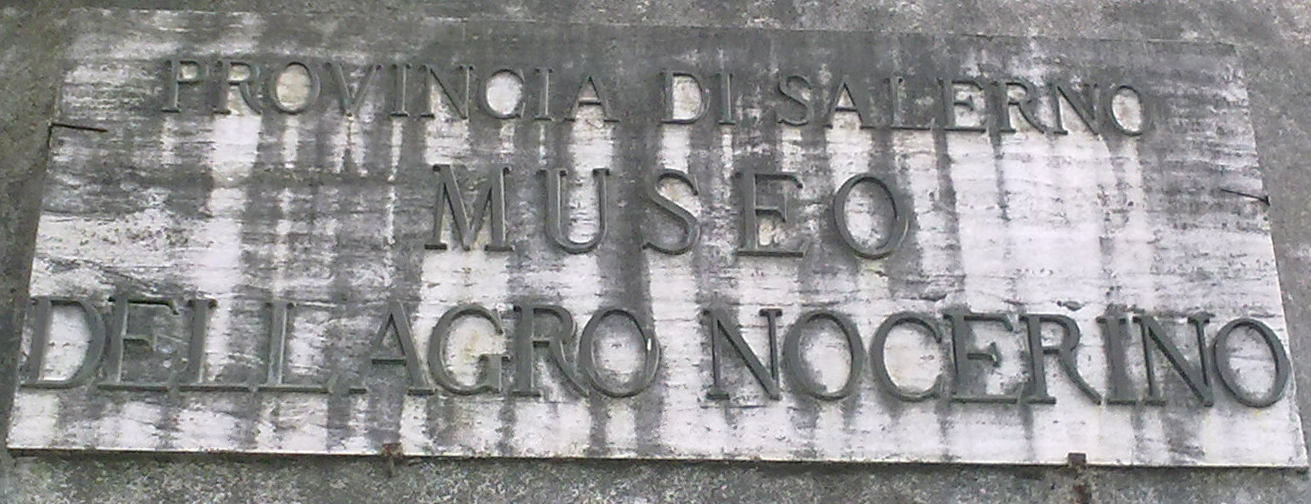 PROVINCIA DI SALERNO
MUSEO
DELL'AGRO NOCERINO